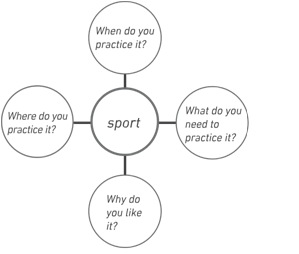 When do you
practice it?
Where do you
practice it?
sport
What do you
need to
practice it?
Why do
you like
it?